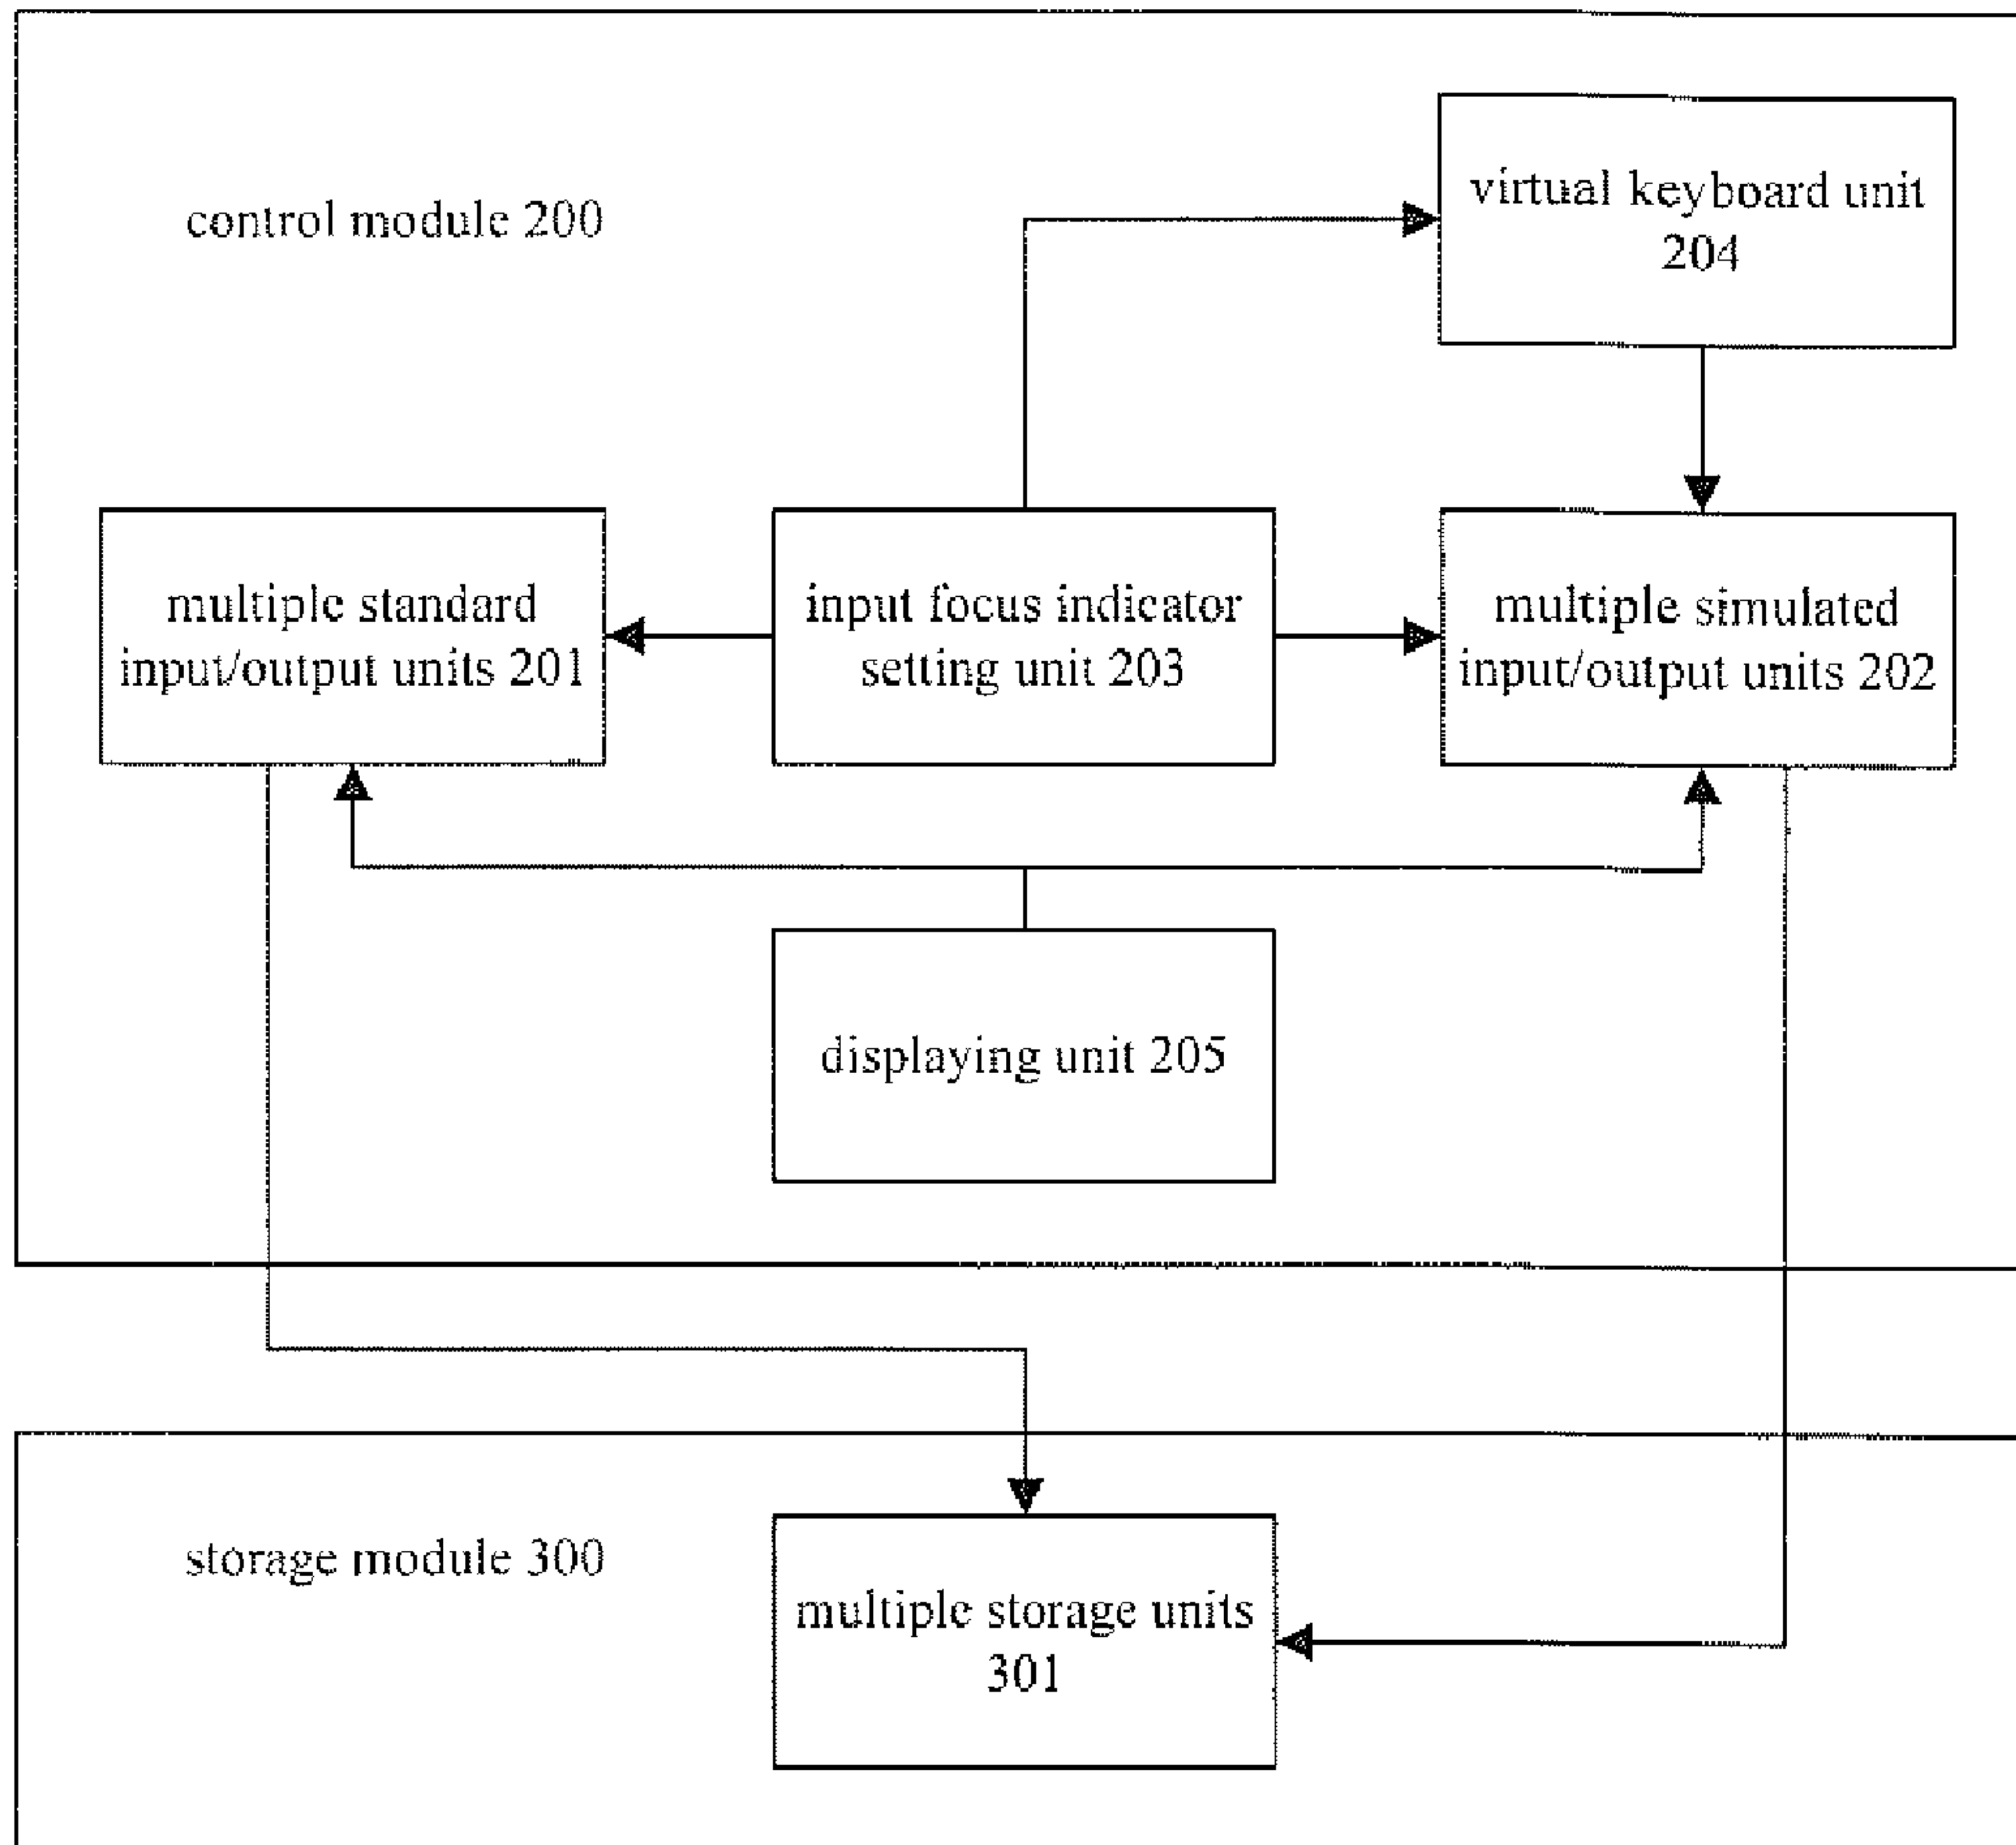 control module 200
virtual keyboard unit
204
multiple standard
input/output units 201
input focus indicator
setting unit 203
multiple simulated
input/output units 202
displaying unit 205
storage module 300
multiple storage units
301